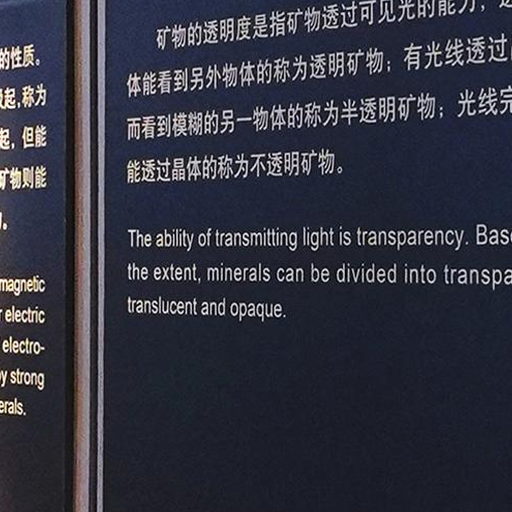 的性质。
起,称为
起，但能
矿物则能
magnetic
electric
electro-
by strong
erals.
矿物的透明度是指矿物透过可见光的能力，
体能看到另外物体的称为透明矿物；有光线透过
而看到模糊的另一物体的称为半透明矿物；光线完
能透过晶体的称为不透明矿物。
The ability of transmitting light is transparency. Bas
the extent, minerals can be divided into transpa
translucent and opaque.